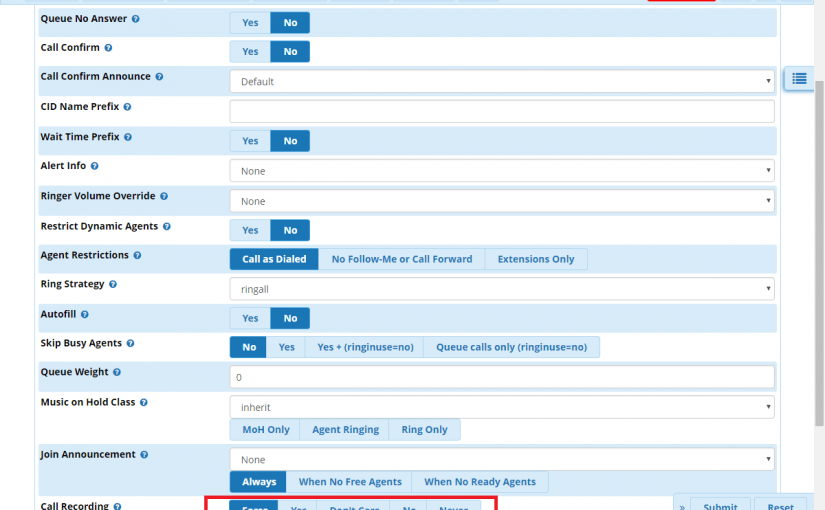 Queue No Answer Yes No
Call Confirm Yes No
Call Confirm Announce Default
CID Name Prefix
Wait Time Prefix Yes No
Alert Info None
Ringer Volume Override None
Restrict Dynamic Agents Yes No
Agent Restrictions Call as Dialed No Follow-Me or Call Forward Extensions Only
Ring Strategy ringall
Autofill Yes No
Skip Busy Agents No Yes Yes + (ringinuse=no) Queue calls only (ringinuse=no)
Queue Weight 0
Music on Hold Class inherit
MoH Only Agent Ringing Ring Only
Join Announcement None
Always When No Free Agents When No Ready Agents
Call Recording Force Yes Don't Care No Never » Submit Reset